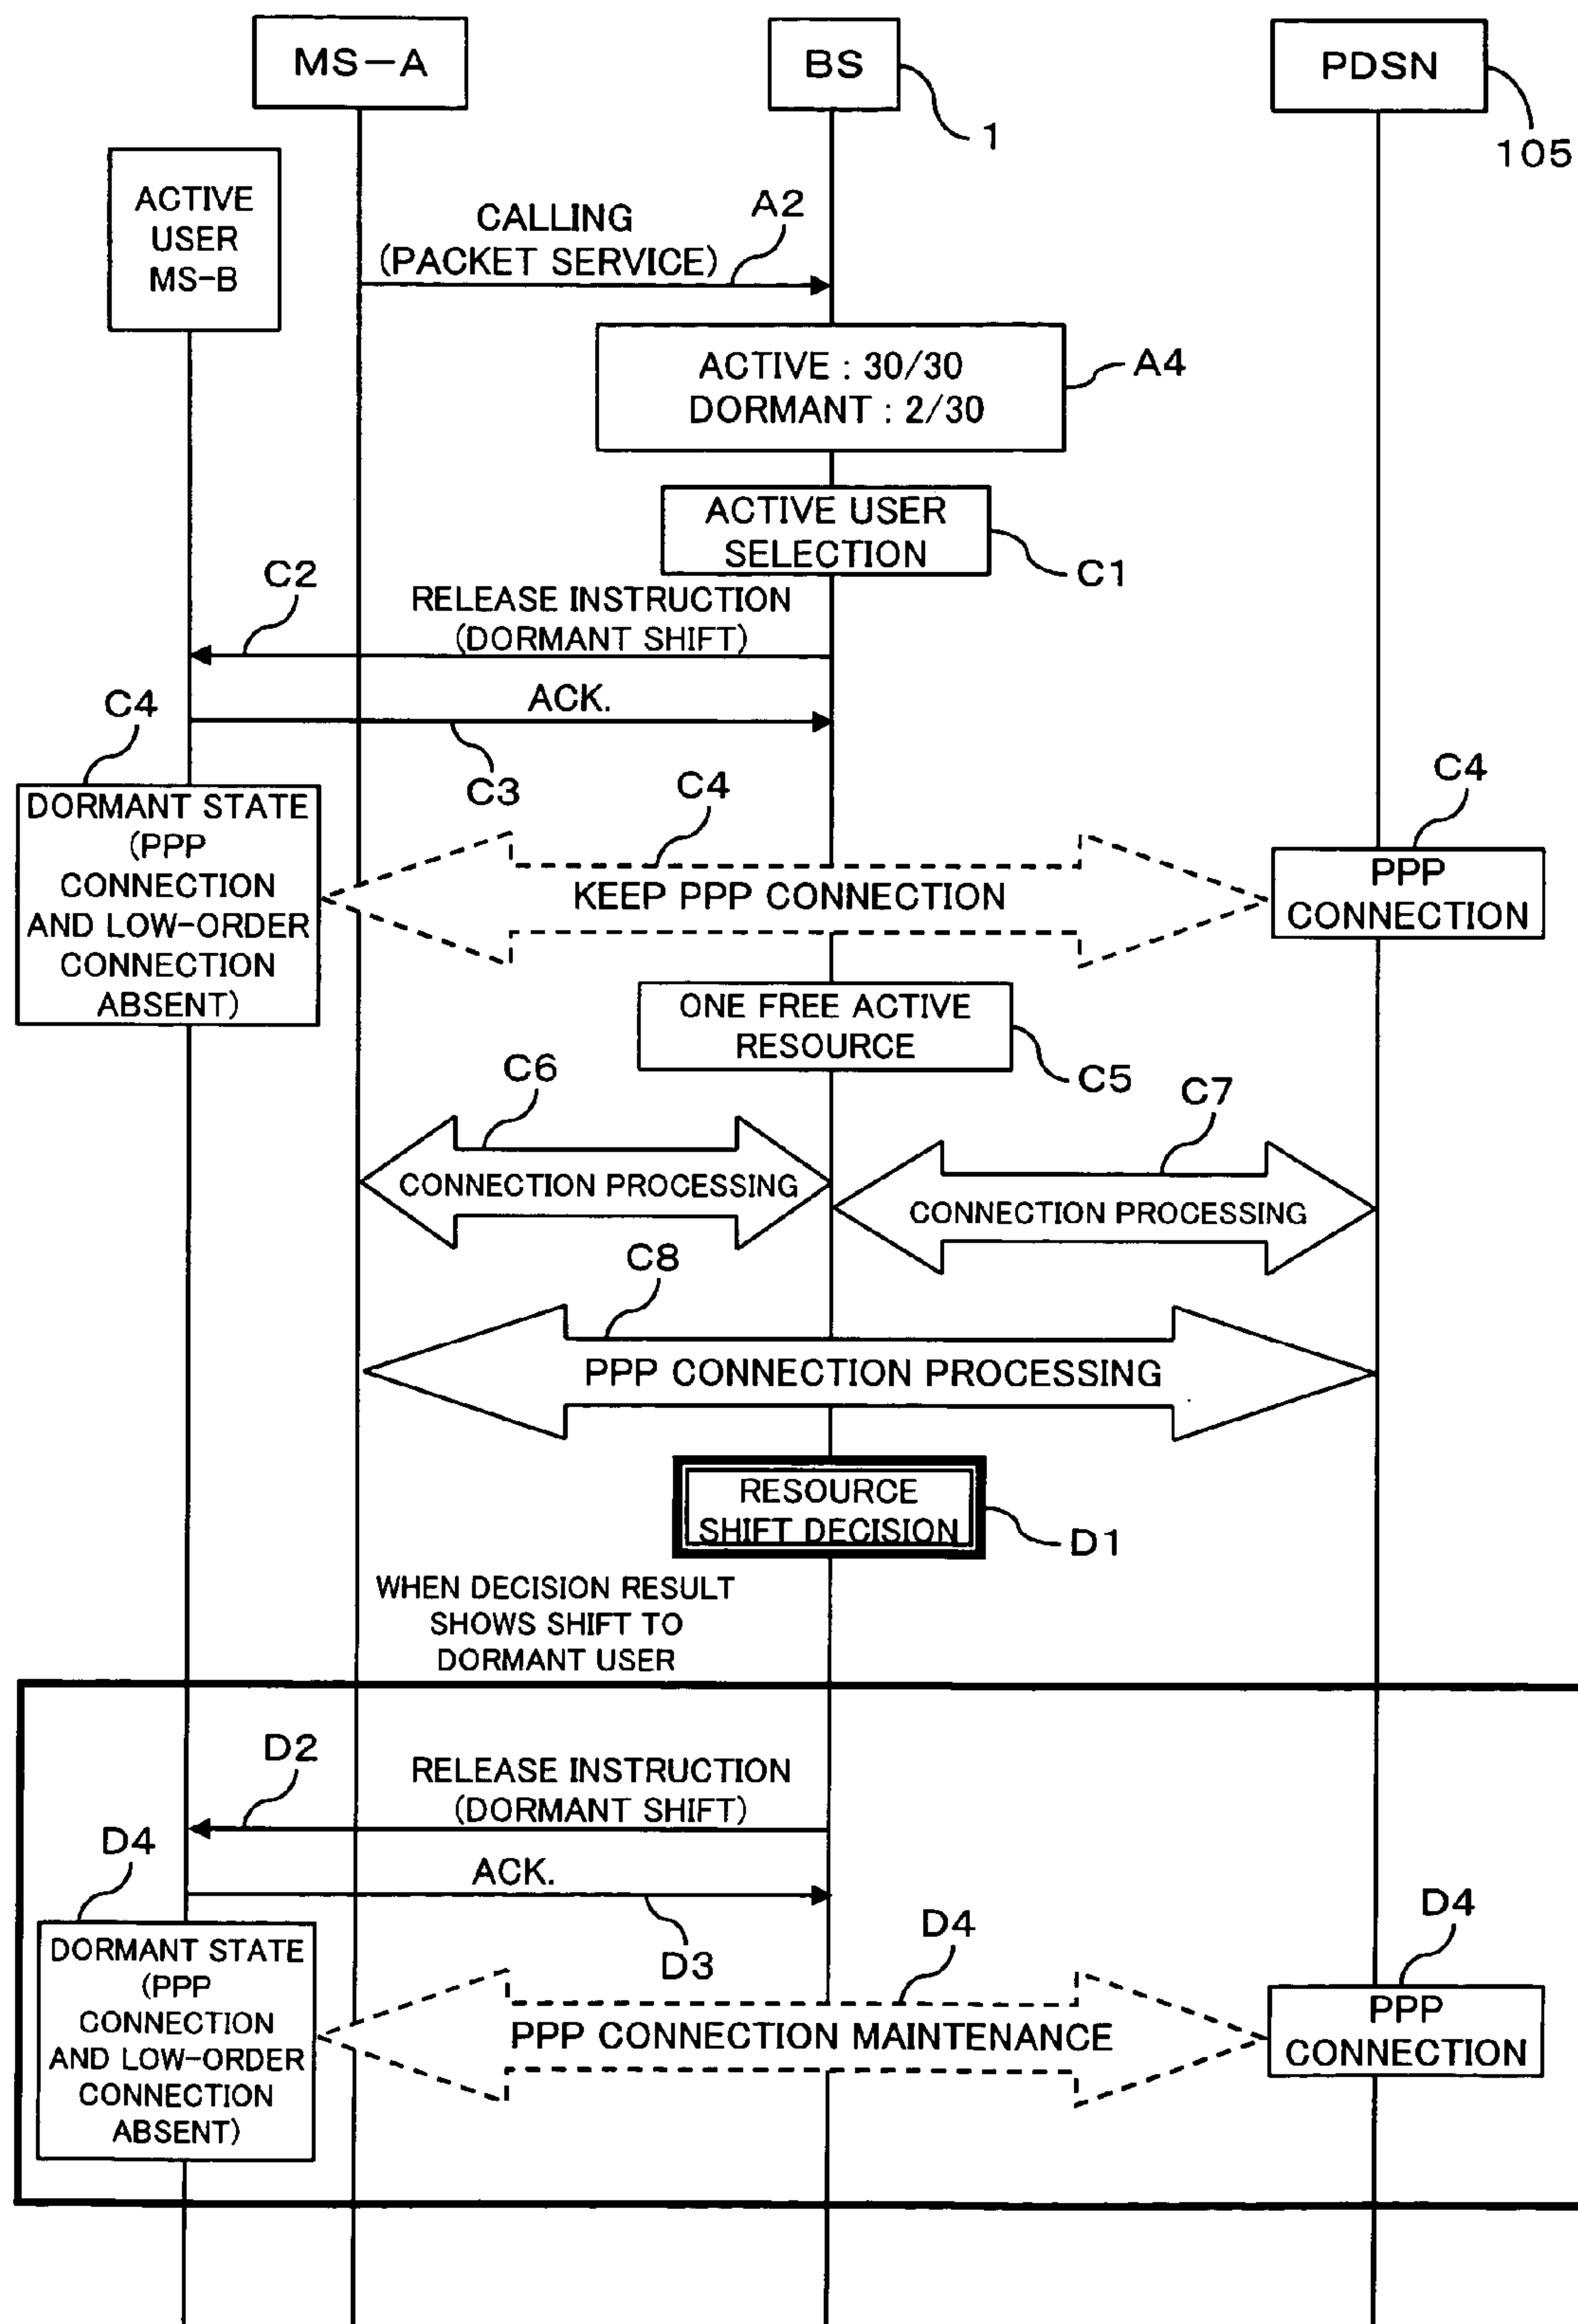 MS-A
BS
PDSN
1
105
ACTIVE
USER
MS-B
CALLING
(PACKET SERVICE)
A2
ACTIVE : 30/30
DORMANT : 2/30
A4
ACTIVE USER
SELECTION
C1
C2
RELEASE INSTRUCTION
(DORMANT SHIFT)
C4
ACK.
C3
DORMANT STATE
(PPP
CONNECTION
AND LOW-ORDER
CONNECTION
ABSENT)
C4
KEEP PPP CONNECTION
C4
PPP
CONNECTION
ONE FREE ACTIVE
RESOURCE
C5
C6
CONNECTION PROCESSING
C7
CONNECTION PROCESSING
C8
PPP CONNECTION PROCESSING
RESOURCE
SHIFT DECISION
D1
WHEN DECISION RESULT
SHOWS SHIFT TO
DORMANT USER
D2
RELEASE INSTRUCTION
(DORMANT SHIFT)
D4
ACK.
D3
DORMANT STATE
(PPP
CONNECTION
AND LOW-ORDER
CONNECTION
ABSENT)
D4
PPP CONNECTION MAINTENANCE
D4
PPP
CONNECTION